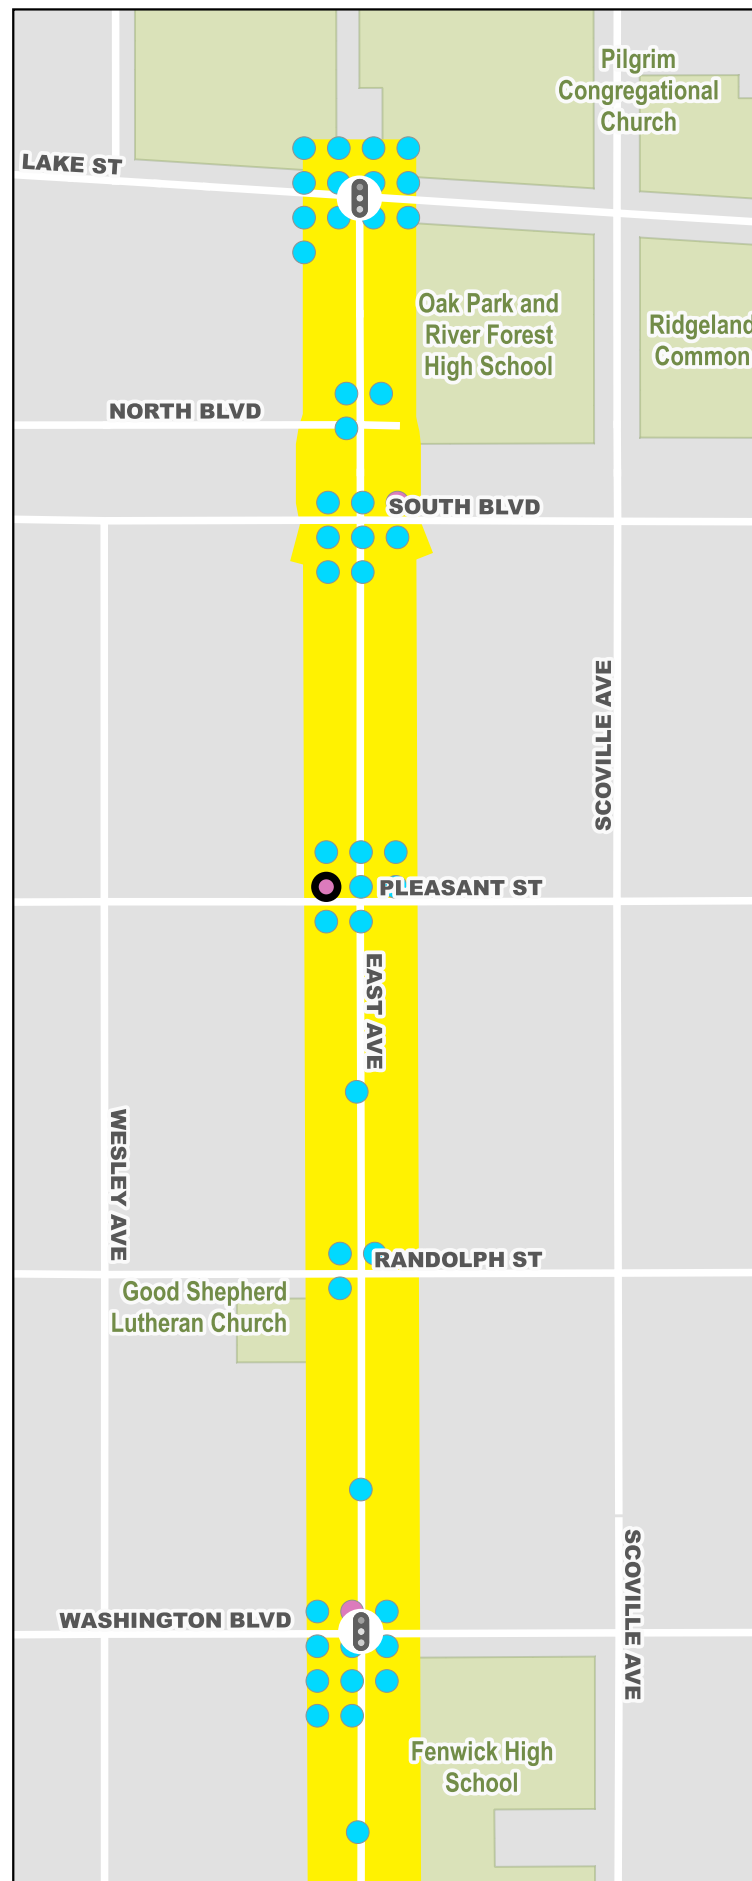 Pilgrim
Congregational
Church
LAKE ST
Oak Park and
River Forest
High School
Ridgeland
Common
NORTH BLVD
SOUTH BLVD
SCOVILLE AVE
PLEASANT ST
EAST AVE
WESLEY AVE
RANDOLPH ST
Good Shepherd
Lutheran Church
SCOVILLE AVE
WASHINGTON BLVD
Fenwick High
School